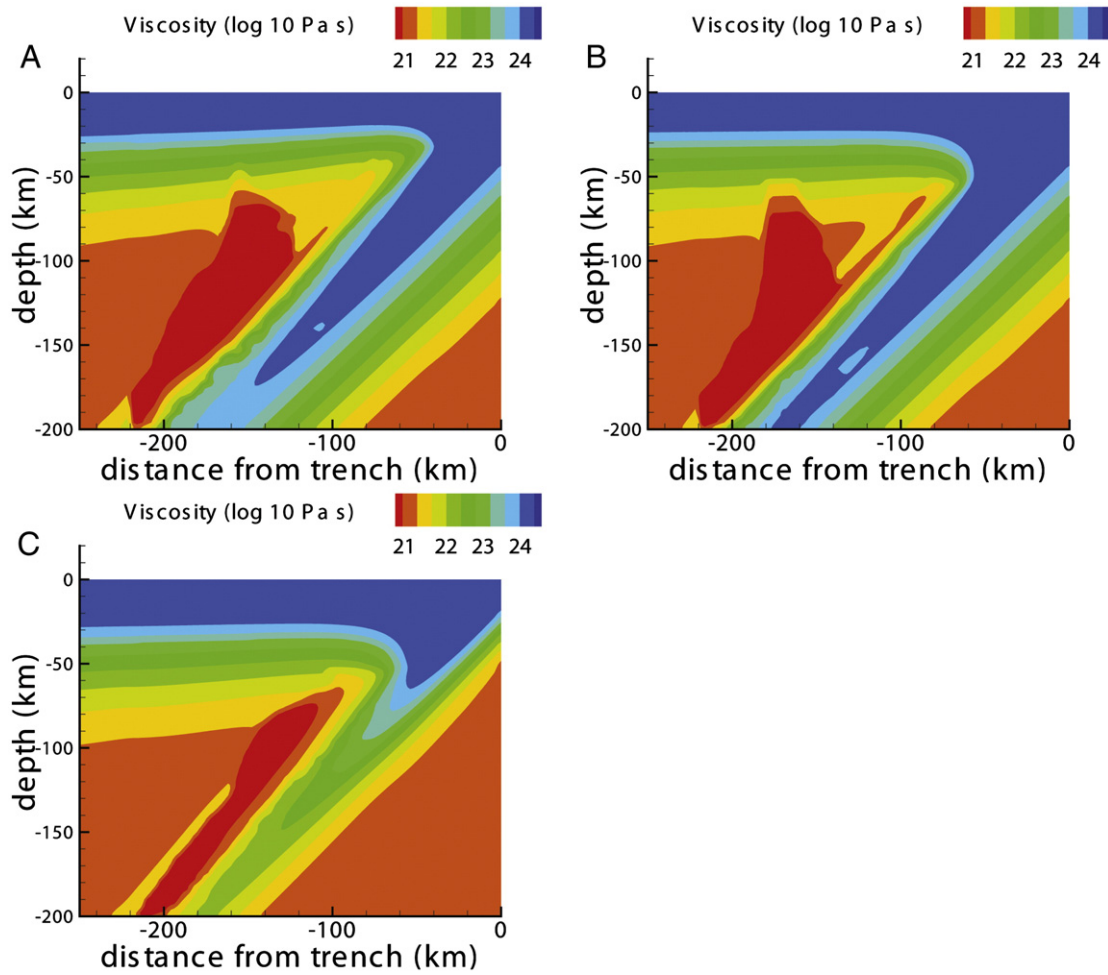 Viscosity (log 10 Pa s)
21 22 23 24
A
0
-50
-100
-150
-200
depth (km)
-200 -100 0
distance from trench (km)
Viscosity (log 10 Pa s)
21 22 23 24
B
0
-50
-100
-150
-200
depth (km)
-200 -100 0
distance from trench (km)
Viscosity (log 10 Pa s)
21 22 23 24
C
0
-50
-100
-150
-200
depth (km)
-200 -100 0
distance from trench (km)